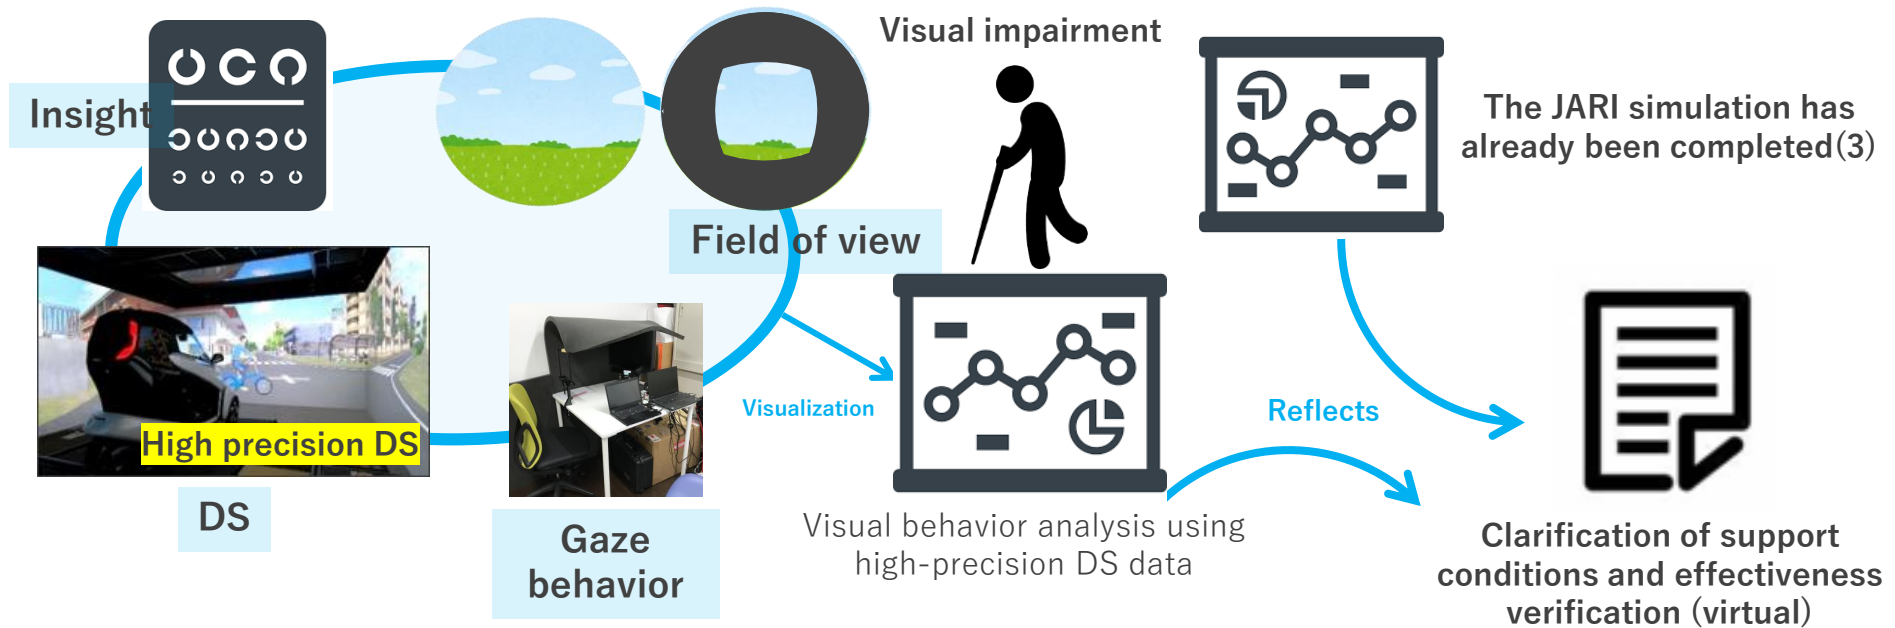 Visual impairment
Insight
The JARI simulation has
already been completed(3)
Field of view
High precision DS
DS
Gaze
behavior
Visualization
Reflects
Visual behavior analysis using
high-precision DS data
Clarification of support
conditions and effectiveness
verification (virtual)